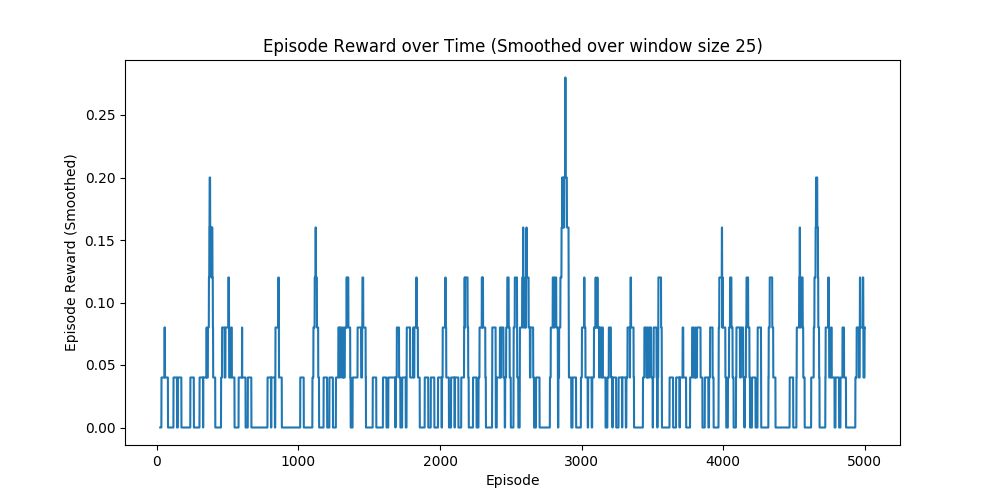 Episode Reward over Time (Smoothed over window size 25)
Episode Reward (Smoothed)
0.25
0.20
0.15
0.10
0.05
0.00
0 1000 2000 3000 4000 5000
Episode